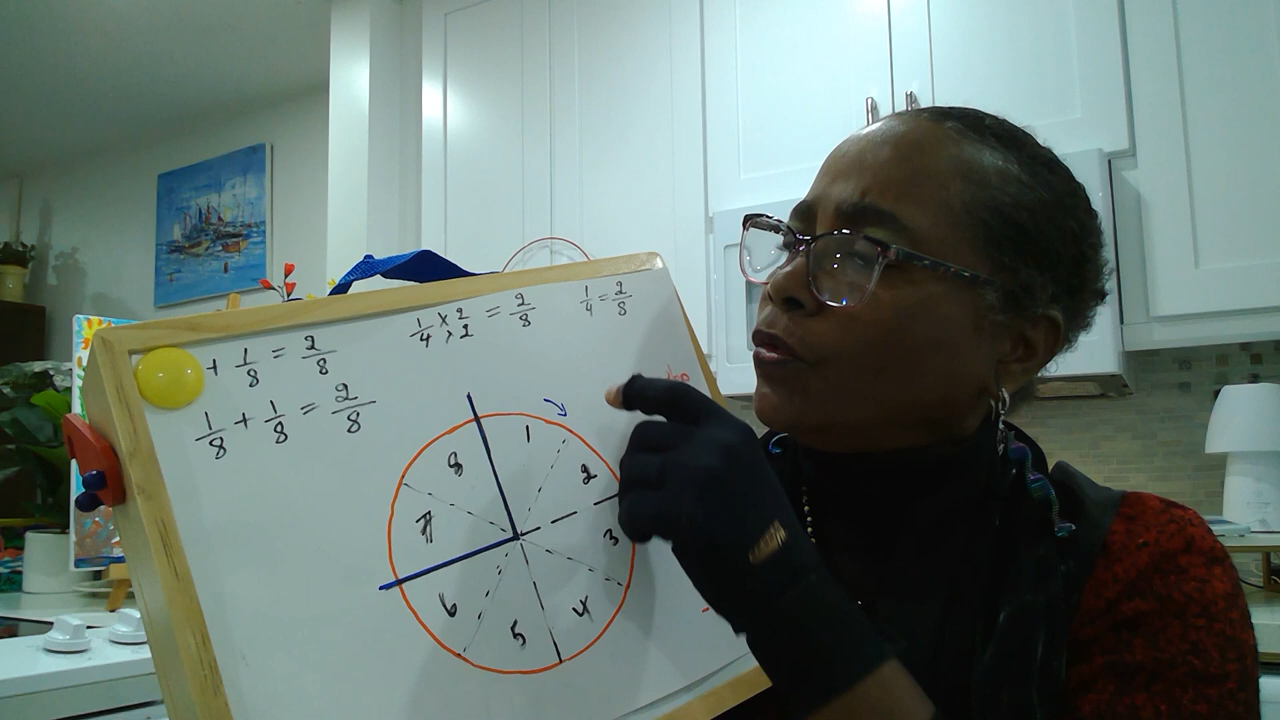 + 1/8 = 2/8
1/8 + 1/8 = 2/8
1/4 × 2/2 = 2/8
1/4 = 2/8
1
2
3
4
5
6
7
8